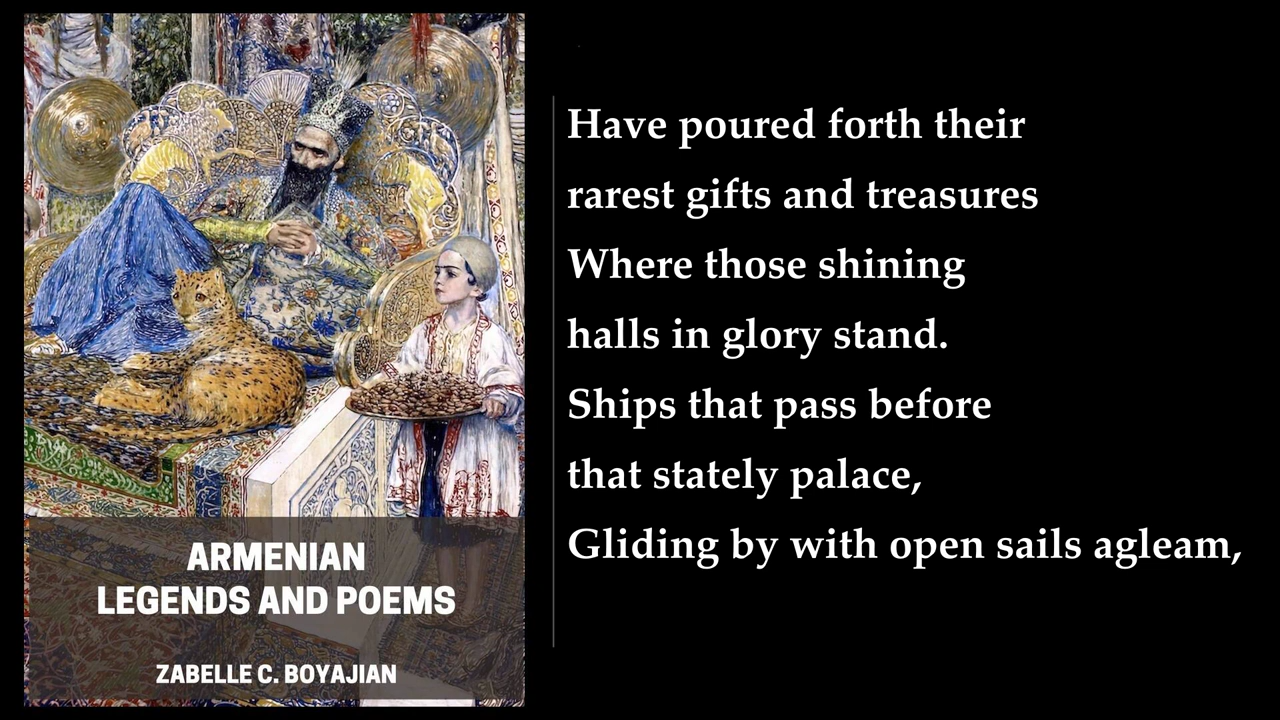 ARMENIAN
LEGENDS AND POEMS
ZABELLE C. BOYAJIAN
Have poured forth their
rarest gifts and treasures
Where those shining
halls in glory stand.
Ships that pass before
that stately palace,
Gliding by with open sails agleam,